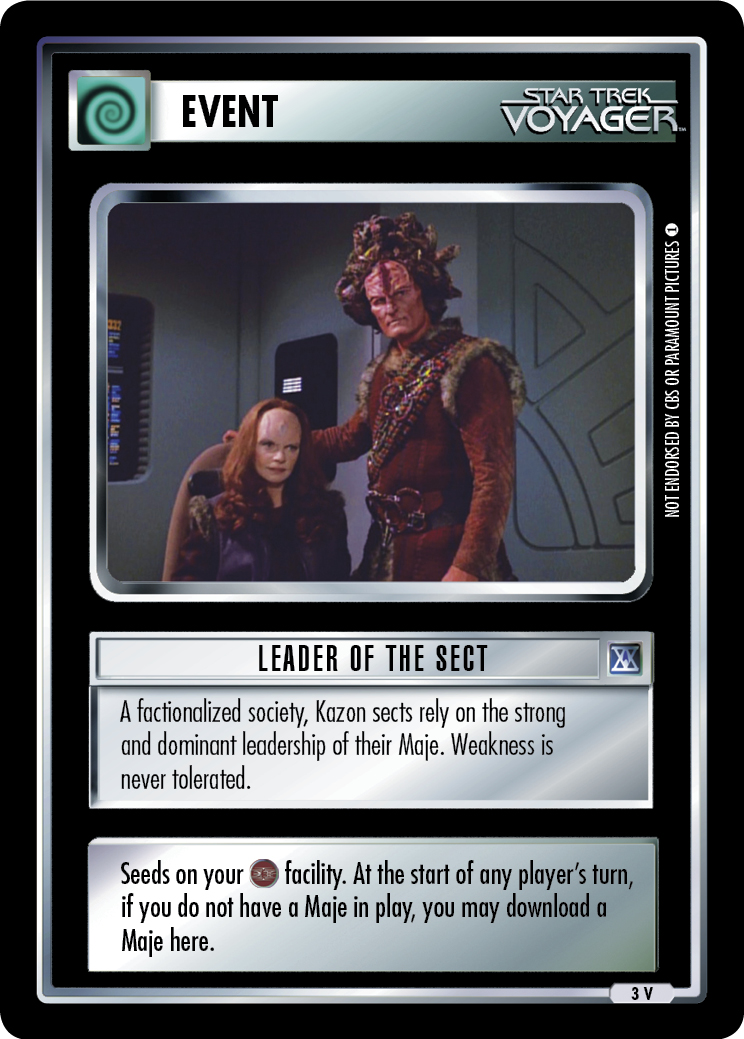 EVENT
STAR TREK
VOYAGER™
NOT ENDORSED BY CBS OR PARAMOUNT PICTURES 1
LEADER OF THE SECT
A factionalized society, Kazon sects rely on the strong
and dominant leadership of their Maje. Weakness is
never tolerated.
Seeds on your facility. At the start of any player’s turn,
if you do not have a Maje in play, you may download a
Maje here.
3 V